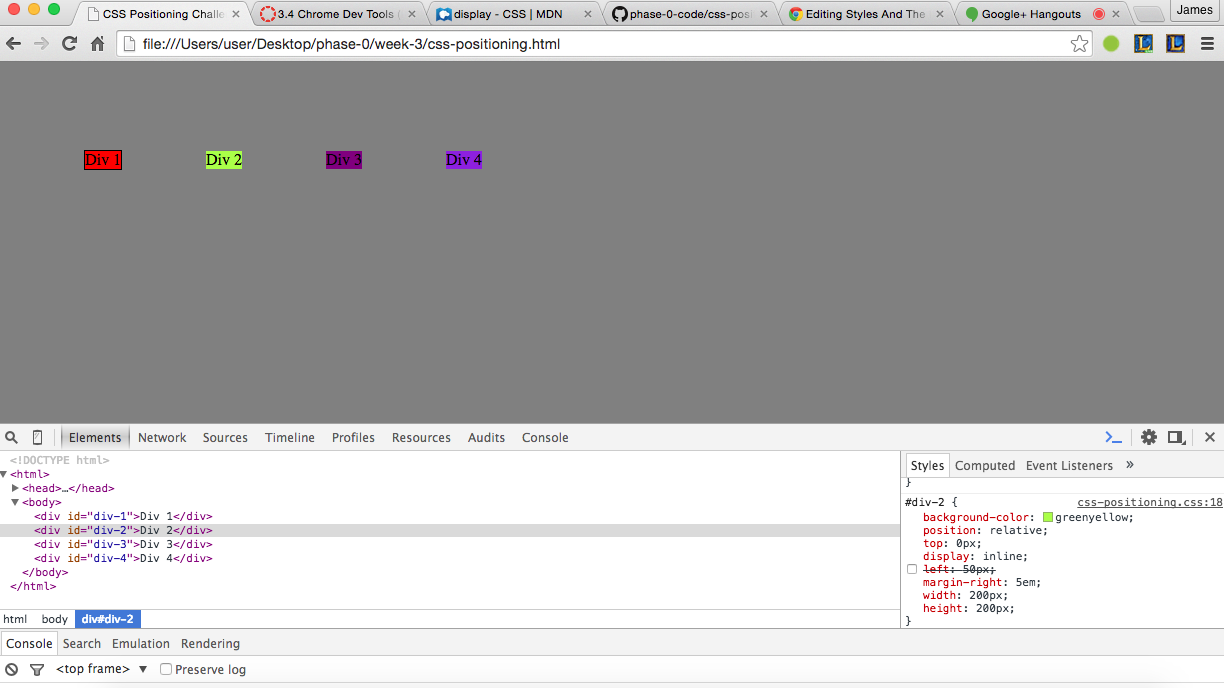 CSS Positioning Challe
3.4 Chrome Dev Tools (
display - CSS | MDN
phase-0-code/css-posi
Editing Styles And The
Google+ Hangouts
James
file:///Users/user/Desktop/phase-0/week-3/css-positioning.html
Div 1 Div 2 Div 3 Div 4
Elements Network Sources Timeline Profiles Resources Audits Console
<!DOCTYPE html>
<html>
<head>…</head>
<body>
<div id="div-1">Div 1</div>
<div id="div-2">Div 2</div>
<div id="div-3">Div 3</div>
<div id="div-4">Div 4</div>
</body>
</html>
html body div#div-2
Styles Computed Event Listeners »
}
#div-2 { css-positioning.css:18
background-color: greenyellow;
position: relative;
top: 0px;
display: inline;
left: 50px;
margin-right: 5em;
width: 200px;
height: 200px;
}
Console Search Emulation Rendering
<top frame> ▼ Preserve log